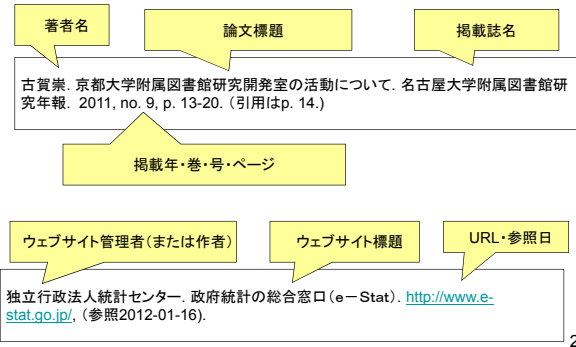 著者名
論文標題
掲載誌名
古賀崇. 京都大学附属図書館研究開発室の活動について. 名古屋大学附属図書館研
究年報. 2011, no. 9, p. 13-20. （引用はp. 14.)
掲載年・巻・号・ページ
ウェブサイト管理者（または作者）
ウェブサイト標題
URL・参照日
独立行政法人統計センター. 政府統計の総合窓口（e－Stat）. http://www.e-
stat.go.jp/, （参照2012-01-16).
2